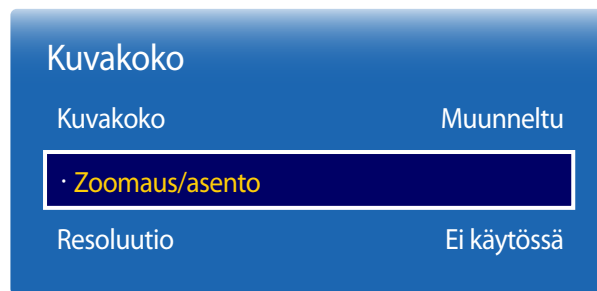 Kuvakoko
Kuvakoko Muunneltu
· Zoomaus/asento
Resoluutio Ei käytössä